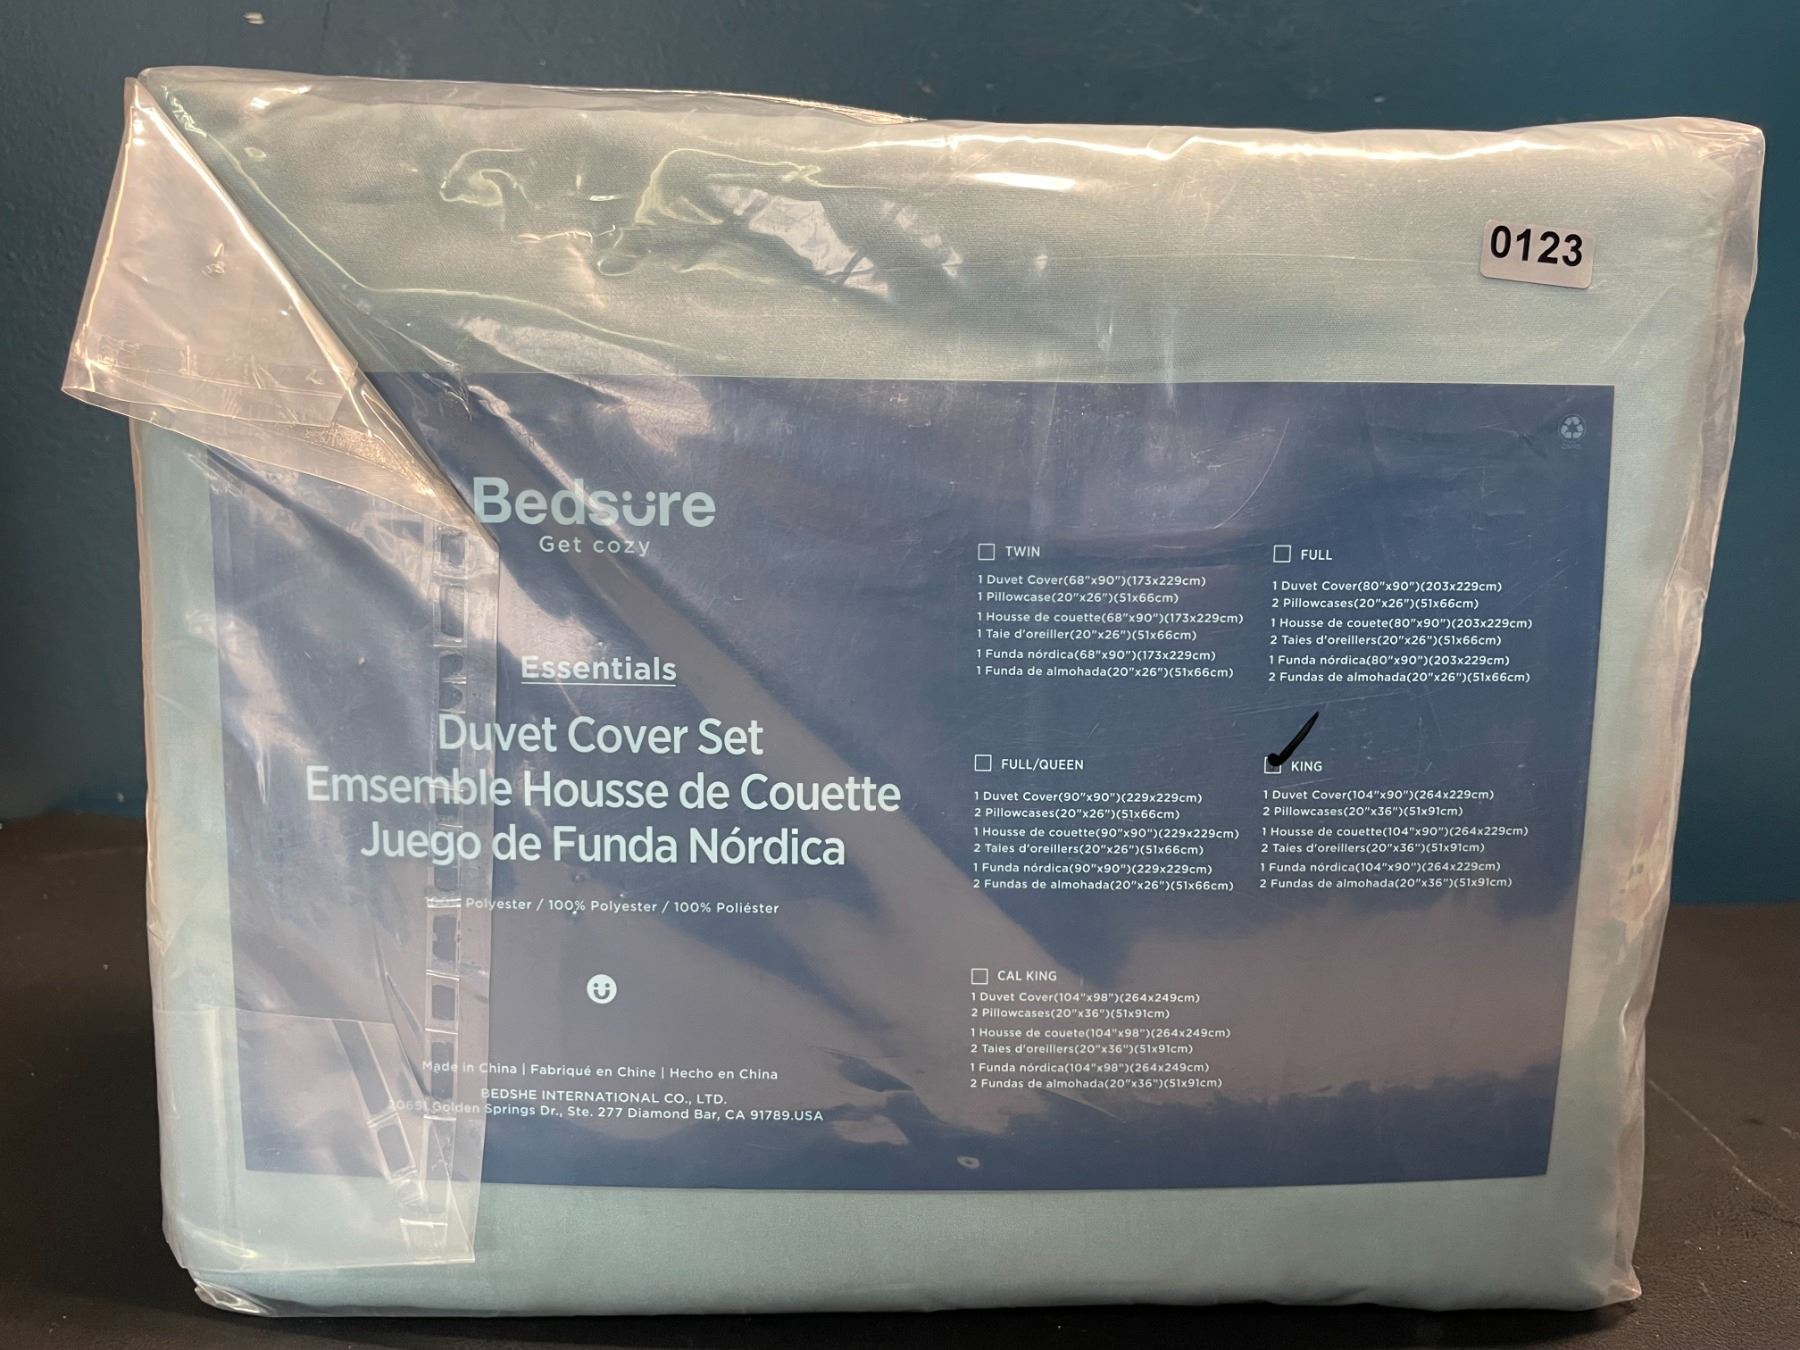 0123
Bedsure
Get cozy
Essentials
Duvet Cover Set
Emsemble Housse de Couette
Juego de Funda Nórdica
100% Polyester / 100% Polyester / 100% Poliéster
Made in China | Fabriqué en Chine | Hecho en China
BEDSHE INTERNATIONAL CO., LTD.
20651 Golden Springs Dr., Ste. 277 Diamond Bar, CA 91789.USA
TWIN
1 Duvet Cover(68"x90")(173x229cm)
1 Pillowcase(20"x26")(51x66cm)
1 Housse de couette(68"x90")(173x229cm)
1 Taie d'oreiller(20"x26")(51x66cm)
1 Funda nórdica(68"x90")(173x229cm)
1 Funda de almohada(20"x26")(51x66cm)
FULL
1 Duvet Cover(80"x90")(203x229cm)
2 Pillowcases(20"x26")(51x66cm)
1 Housse de couete(80"x90")(203x229cm)
2 Taies d'oreillers(20"x26")(51x66cm)
1 Funda nórdica(80"x90")(203x229cm)
2 Fundas de almohada(20"x26")(51x66cm)
FULL/QUEEN
1 Duvet Cover(90"x90")(229x229cm)
2 Pillowcases(20"x26")(51x66cm)
1 Housse de couette(90"x90")(229x229cm)
2 Taies d'oreillers(20"x26")(51x66cm)
1 Funda nórdica(90"x90")(229x229cm)
2 Fundas de almohada(20"x26")(51x66cm)
KING
1 Duvet Cover(104"x90")(264x229cm)
2 Pillowcases(20"x36")(51x91cm)
1 Housse de couette(104"x90")(264x229cm)
2 Taies d'oreillers(20"x36")(51x91cm)
1 Funda nórdica(104"x90")(264x229cm)
2 Fundas de almohada(20"x36")(51x91cm)
CAL KING
1 Duvet Cover(104"x98")(264x249cm)
2 Pillowcases(20"x36")(51x91cm)
1 Housse de couete(104"x98")(264x249cm)
2 Taies d'oreillers(20"x36")(51x91cm)
1 Funda nórdica(104"x98")(264x249cm)
2 Fundas de almohada(20"x36")(51x91cm)